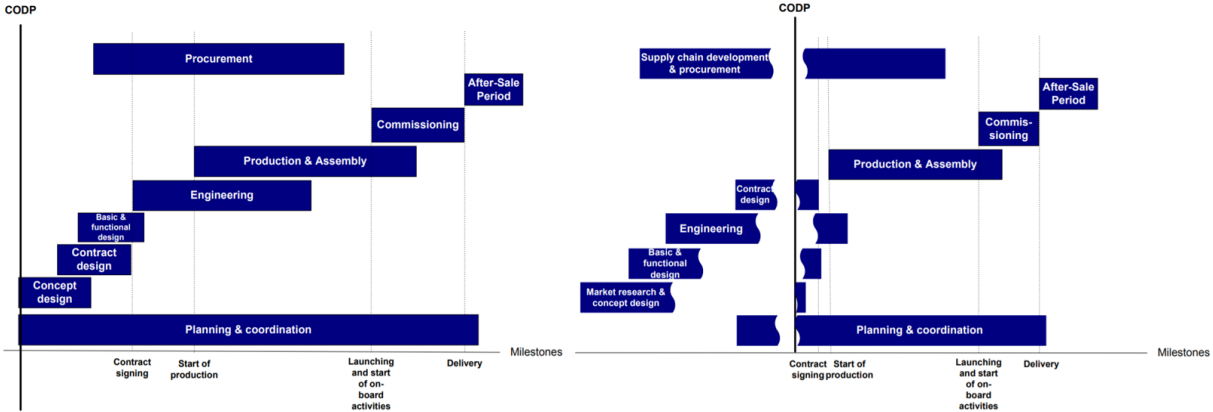 CODP
Procurement
After-Sale
Period
Commissioning
Production & Assembly
Engineering
Basic &
functional
design
Contract
design
Concept
design
Planning & coordination
Milestones
Contract
signing
Start of
production
Launching
and start
of on-
board
activities
Delivery
CODP
Supply chain development
& procurement
After-Sale
Period
Commis-
sioning
Production & Assembly
Contract
design
Engineering
Basic &
functional
design
Market research &
concept design
Planning & coordination
Milestones
Contract
signing
Start of
production
Launching
and start
of on-
board
activities
Delivery